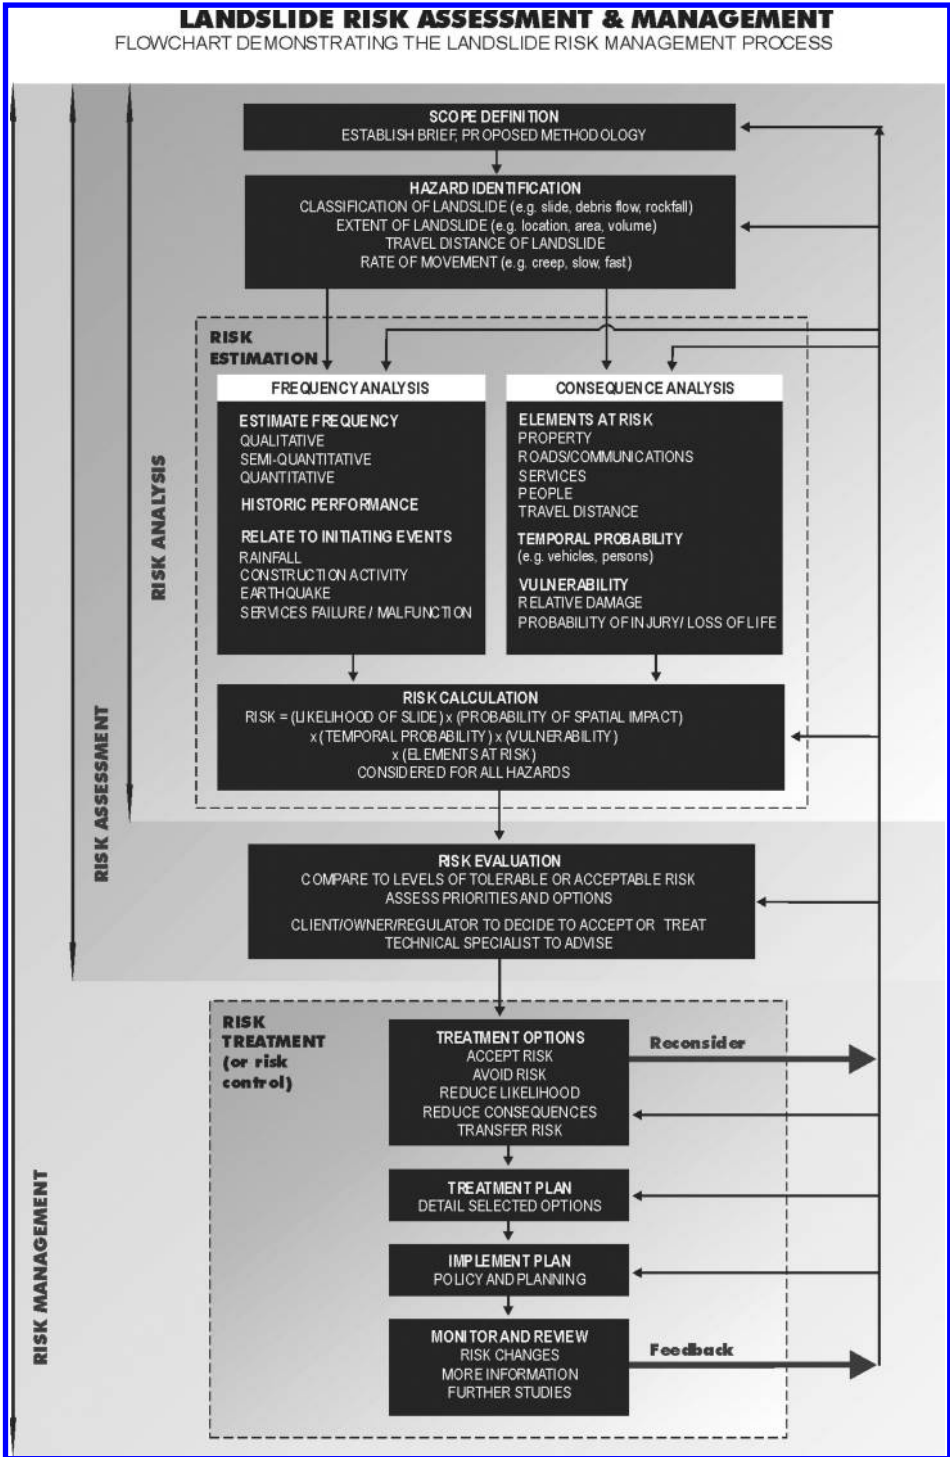 LANDSLIDE RISK ASSESSMENT & MANAGEMENT
FLOWCHART DEMONSTRATING THE LANDSLIDE RISK MANAGEMENT PROCESS
SCOPE DEFINITION
ESTABLISH BRIEF, PROPOSED METHODOLOGY
HAZARD IDENTIFICATION
CLASSIFICATION OF LANDSLIDE (e.g. slide, debris flow, rockfall)
EXTENT OF LANDSLIDE (e.g. location, area, volume)
TRAVEL DISTANCE OF LANDSLIDE
RATE OF MOVEMENT (e.g. creep, slow, fast)
RISK
ESTIMATION
FREQUENCY ANALYSIS
ESTIMATE FREQUENCY
QUALITATIVE
SEMI-QUANTITATIVE
QUANTITATIVE
HISTORIC PERFORMANCE
RELATE TO INITIATING EVENTS
RAINFALL
CONSTRUCTION ACTIVITY
EARTHQUAKE
SERVICES FAILURE / MALFUNCTION
CONSEQUENCE ANALYSIS
ELEMENTS AT RISK
PROPERTY
ROADS/COMMUNICATIONS
SERVICES
PEOPLE
TRAVEL DISTANCE
TEMPORAL PROBABILITY
(e.g. vehicles, persons)
VULNERABILITY
RELATIVE DAMAGE
PROBABILITY OF INJURY/ LOSS OF LIFE
RISK CALCULATION
RISK = (LIKELIHOOD OF SLIDE) x (PROBABILITY OF SPATIAL IMPACT)
x (TEMPORAL PROBABILITY) x (VULNERABILITY)
x (ELEMENTS AT RISK)
CONSIDERED FOR ALL HAZARDS
RISK ANALYSIS
RISK EVALUATION
COMPARE TO LEVELS OF TOLERABLE OR ACCEPTABLE RISK
ASSESS PRIORITIES AND OPTIONS
CLIENT/OWNER/REGULATOR TO DECIDE TO ACCEPT OR TREAT
TECHNICAL SPECIALIST TO ADVISE
RISK ASSESSMENT
RISK
TREATMENT
(or risk
control)
TREATMENT OPTIONS
ACCEPT RISK
AVOID RISK
REDUCE LIKELIHOOD
REDUCE CONSEQUENCES
TRANSFER RISK
Reconsider
TREATMENT PLAN
DETAIL SELECTED OPTIONS
IMPLEMENT PLAN
POLICY AND PLANNING
MONITOR AND REVIEW
RISK CHANGES
MORE INFORMATION
FURTHER STUDIES
Feedback
RISK MANAGEMENT